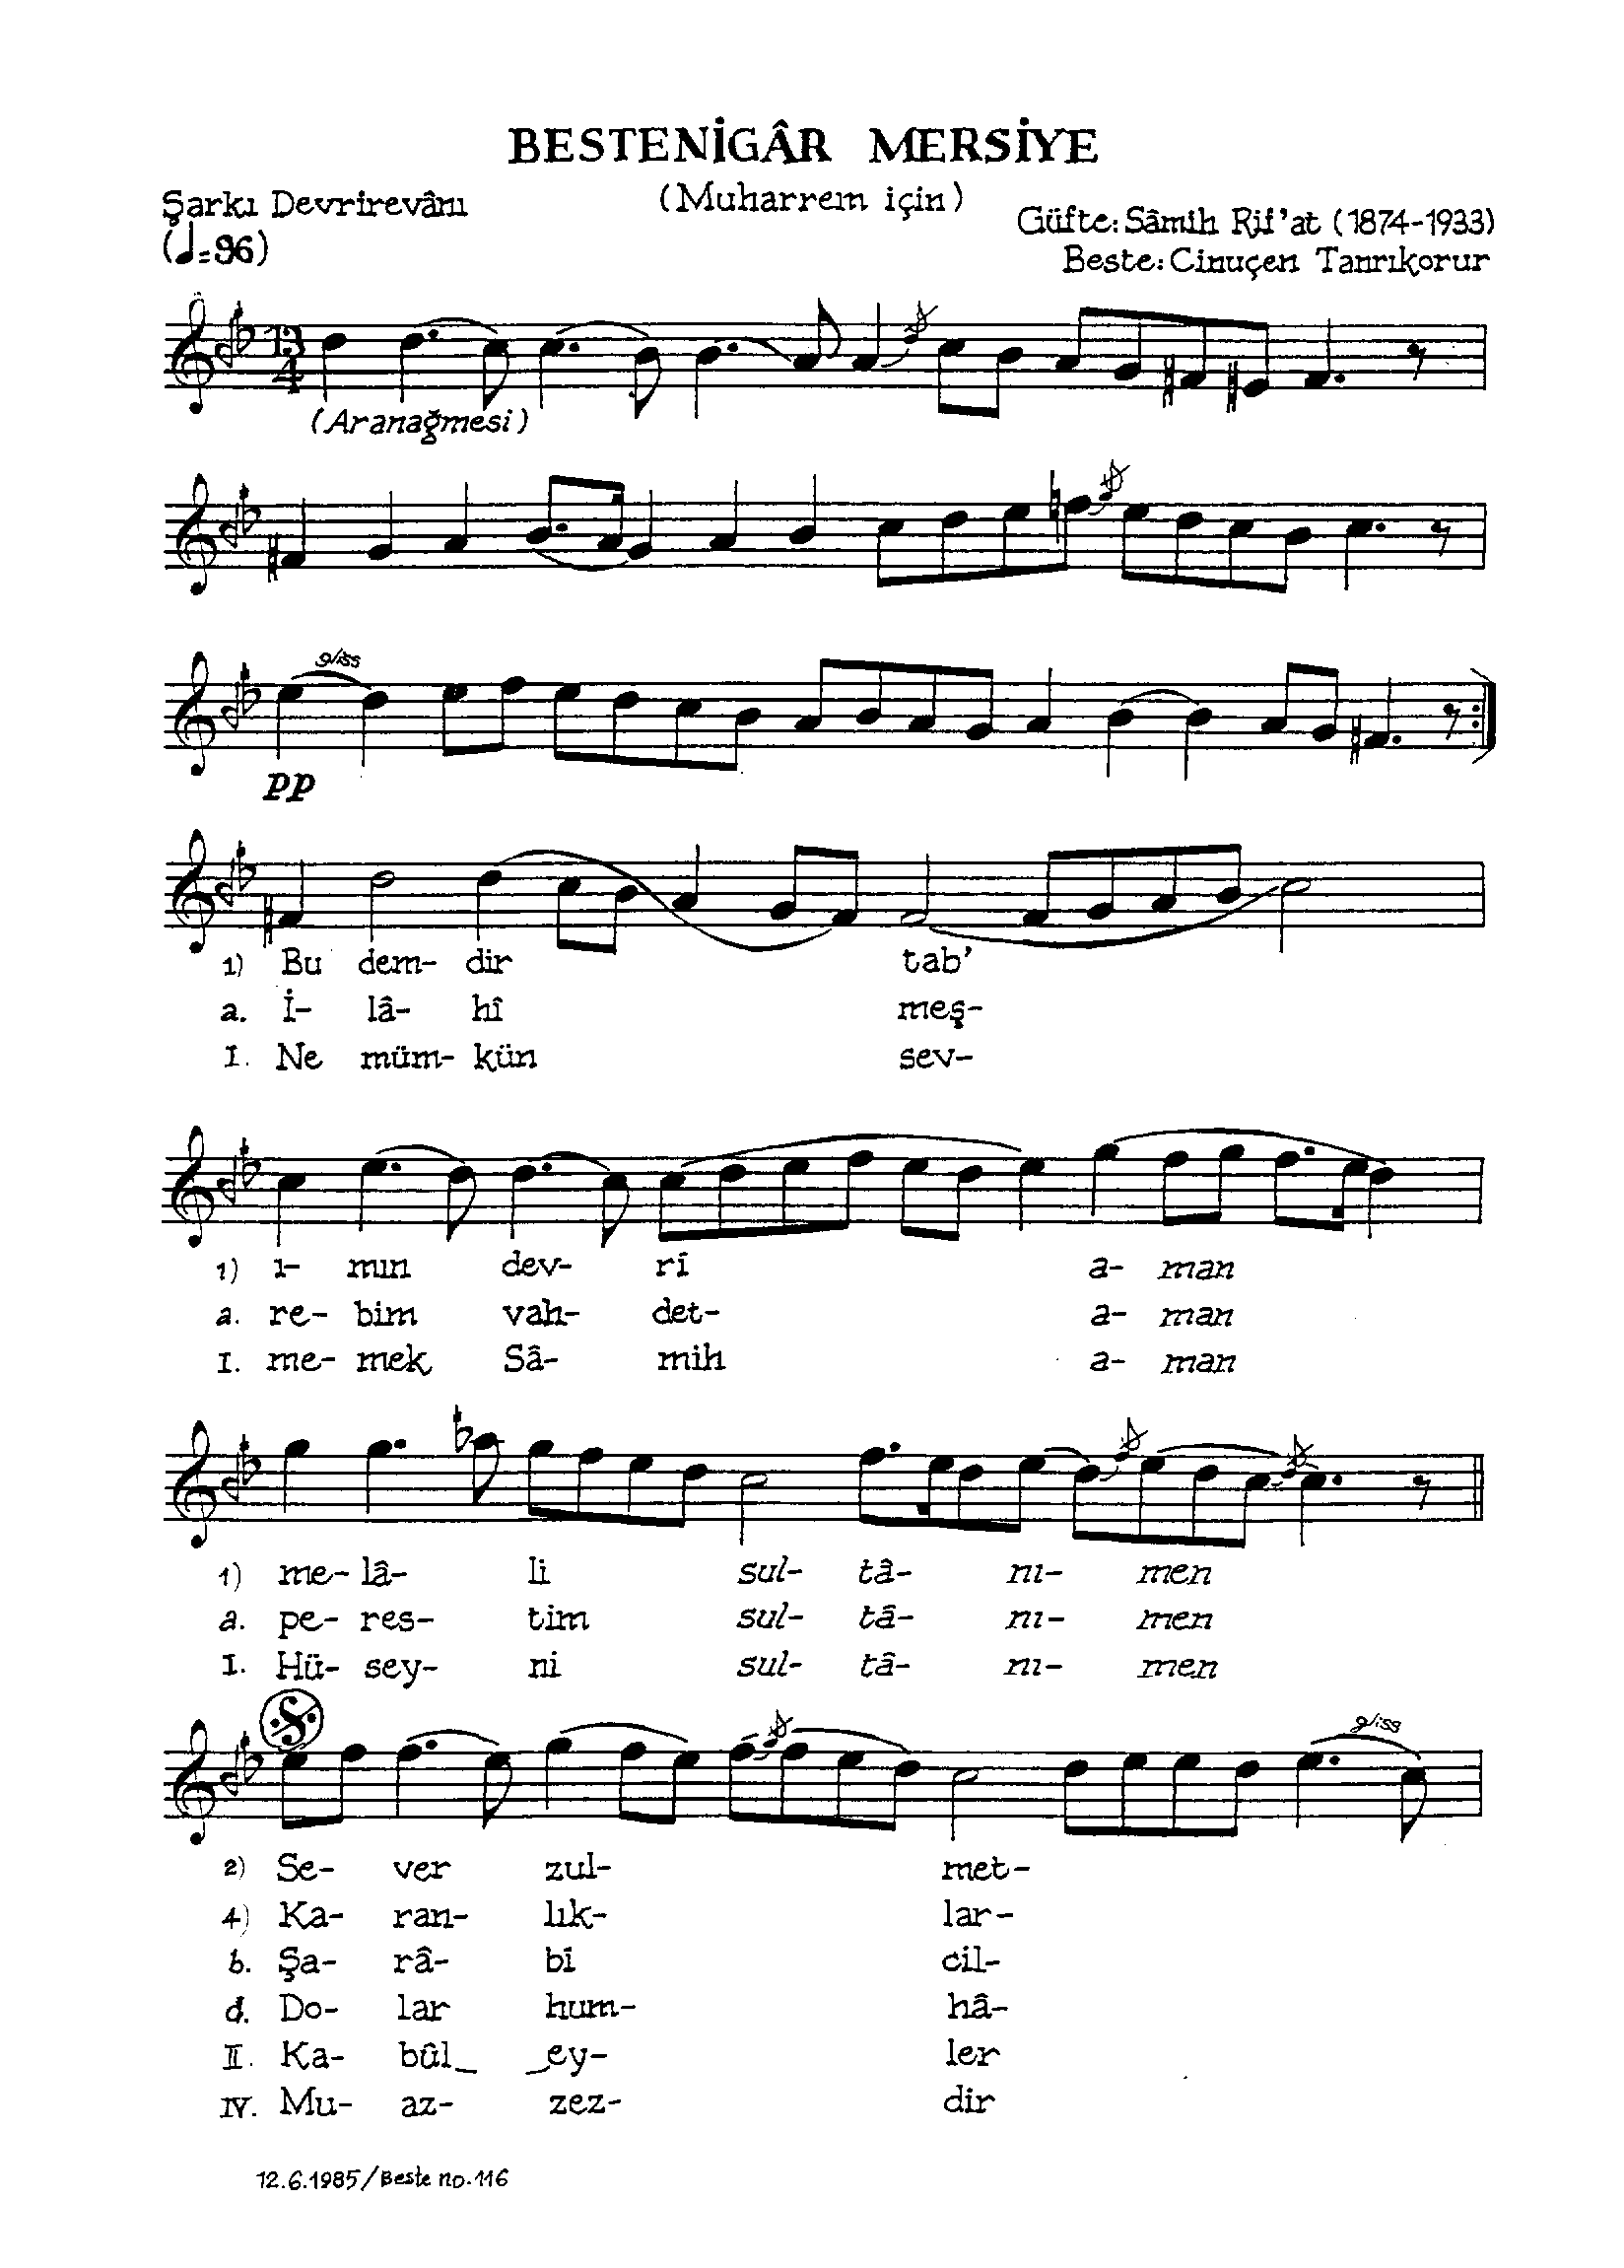 BESTENİGÂR MERSİYE
(Muharrem için)
Şarkı Devrirevânı
(♩=96)
Güfte: Sâmih Rif'at (1874-1933)
Beste: Cinuçen Tanrıkorur
13
4
(Aranağmesi)
gliss
pp
1) Bu dem- dir tab'
a. İ- lâ- hî meş-
I. Ne müm- kün sev-
1) ı- mın dev- ri a- man
a. re- bim vah- det- a- man
I. me- mek Sâ- mih a- man
1) me- lâ- li sul- tâ- nı- men
a. pe- res- tim sul- tâ- nı- men
I. Hü- sey- ni sul- tâ- nı- men
gliss
2) Se- ver zul- met-
4) Ka- ran- lık- lar-
b. Şa- râ- bî cil-
d. Do- lar hum- hâ-
II. Ka- bûl_ _ey- ler
IV. Mu- az- zez- dir
12.6.1985/Beste no.116